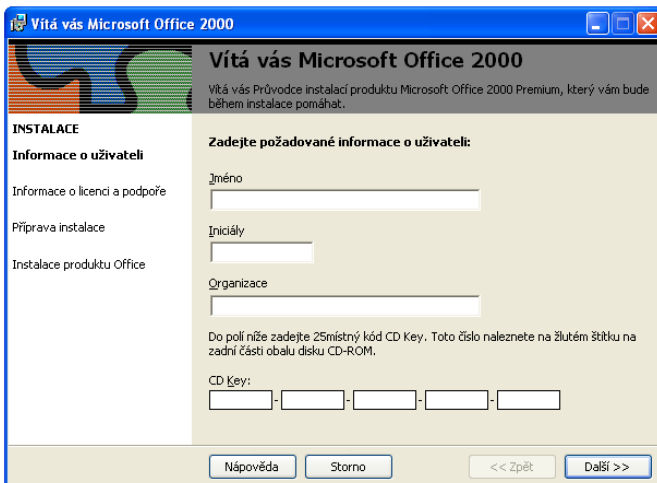 Vítá vás Microsoft Office 2000
Vítá vás Microsoft Office 2000
Vítá vás Průvodce instalací produktu Microsoft Office 2000 Premium, který vám bude
během instalace pomáhat.
INSTALACE
Informace o uživateli
Informace o licenci a podpoře
Příprava instalace
Instalace produktu Office
Zadejte požadované informace o uživateli:
Jméno
Iniciály
Organizace
Do polí níže zadejte 25místný kód CD Key. Toto číslo naleznete na žlutém štítku na
zadní části obalu disku CD-ROM.
CD Key:
- - - -
Nápověda Storno << Zpět Další >>